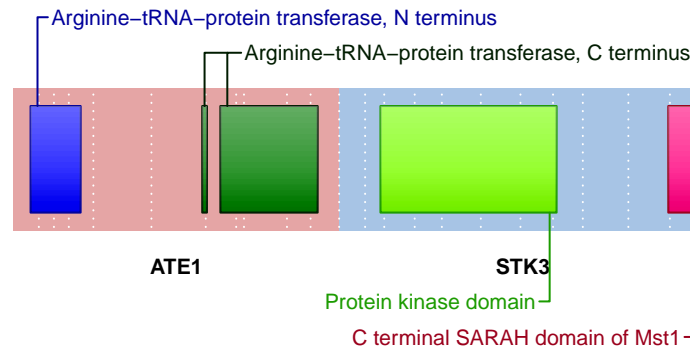 Arginine−tRNA−protein transferase, N terminus
Arginine−tRNA−protein transferase, C terminus
ATE1 STK3
Protein kinase domain
C terminal SARAH domain of Mst1